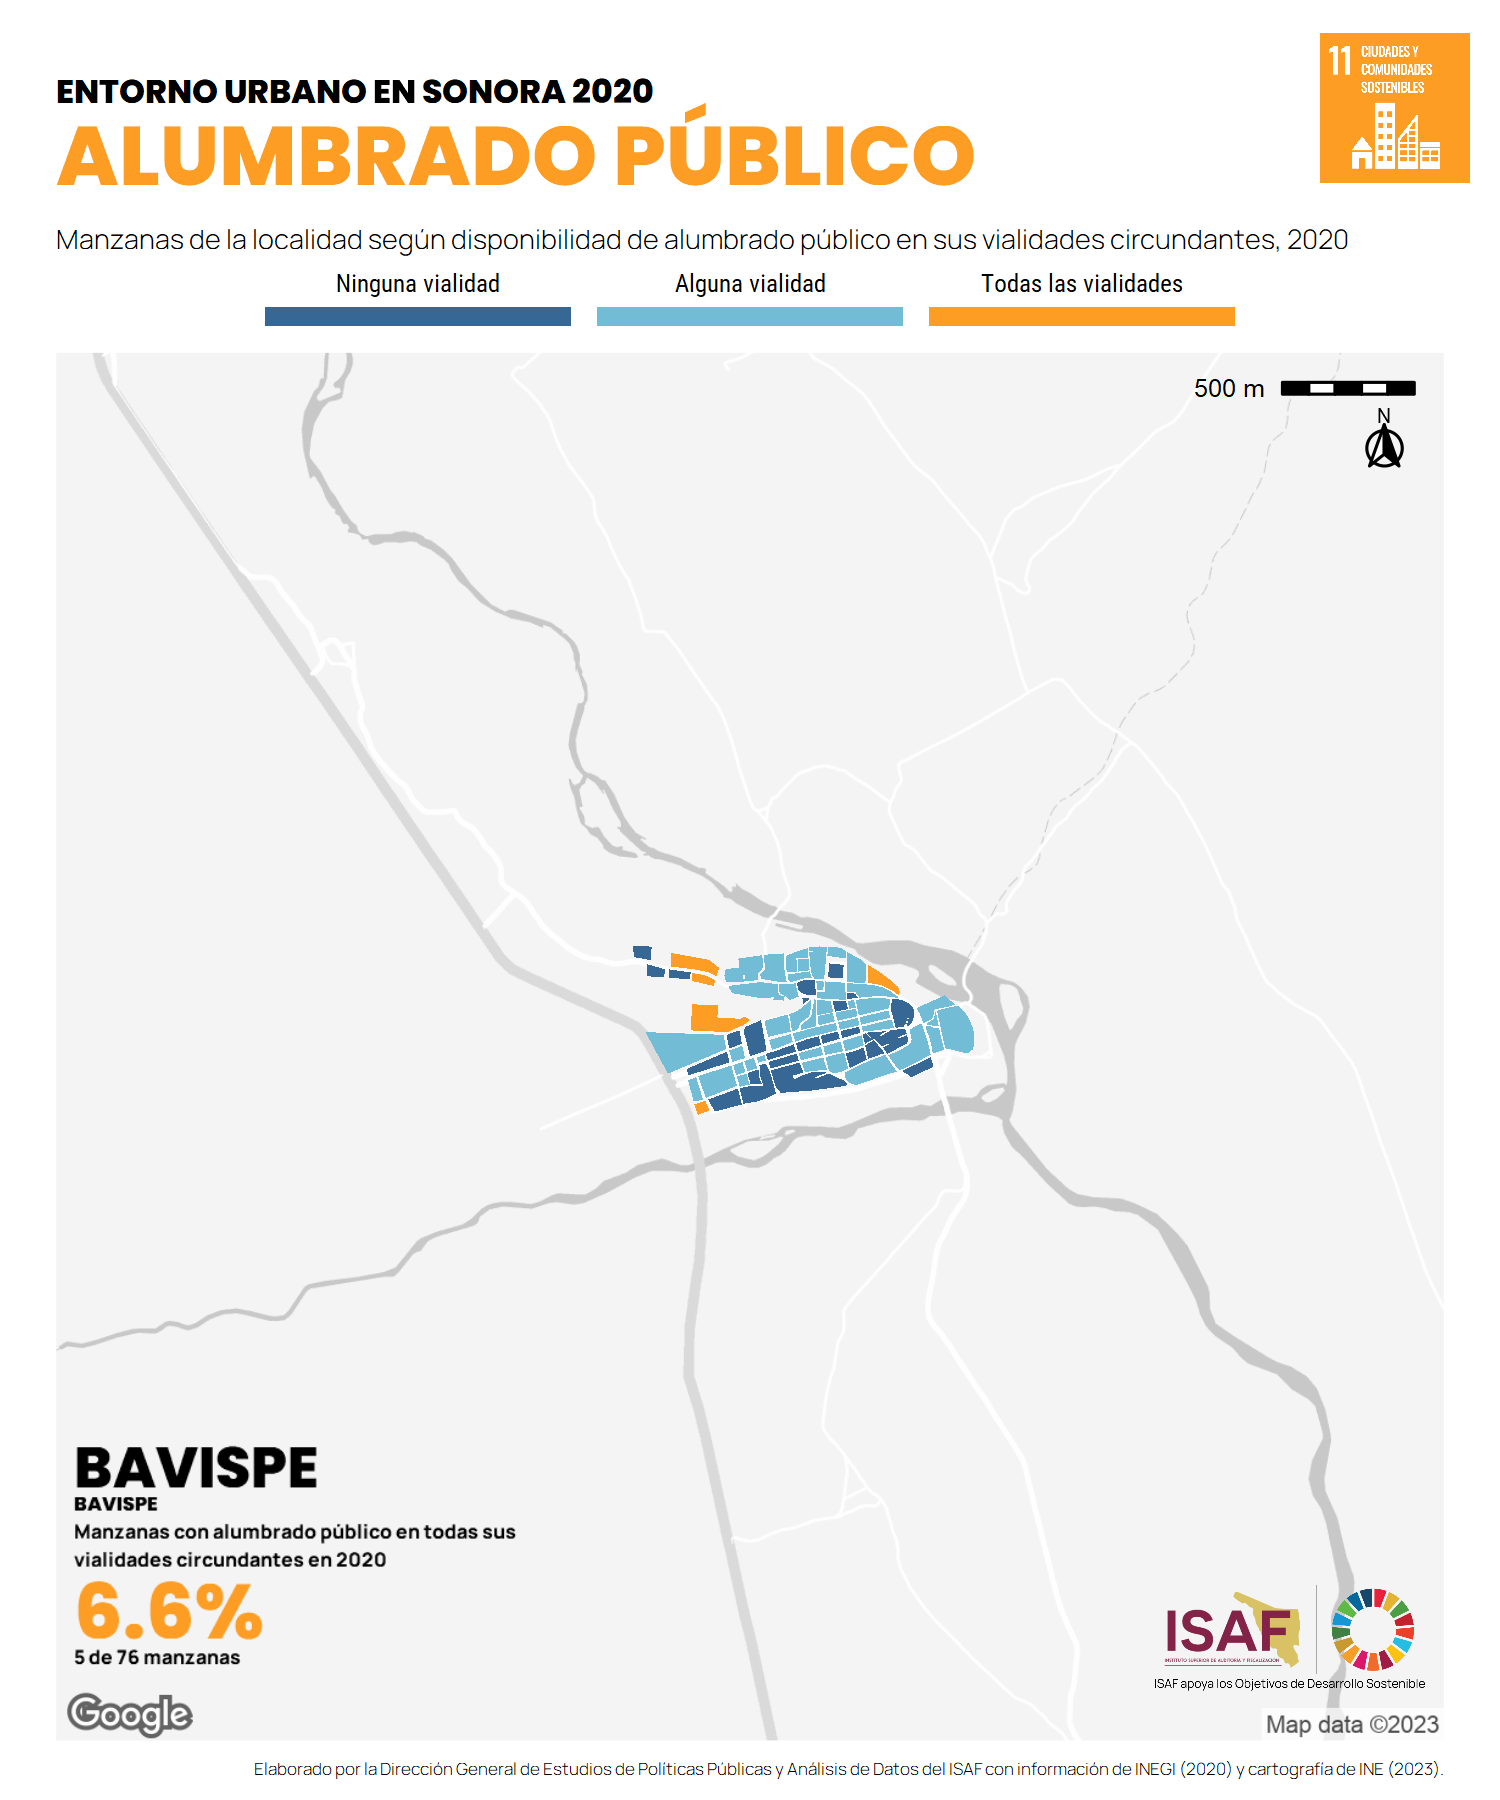 ENTORNO URBANO EN SONORA 2020
ALUMBRADO PÚBLICO
11 CIUDADES Y
COMUNIDADES
SOSTENIBLES
Manzanas de la localidad según disponibilidad de alumbrado público en sus vialidades circundantes, 2020
Ninguna vialidad Alguna vialidad Todas las vialidades
500 m
N
BAVISPE
BAVISPE
Manzanas con alumbrado público en todas sus
vialidades circundantes en 2020
6.6%
5 de 76 manzanas
Google
ISAF
INSTITUTO SUPERIOR DE AUDITORÍA Y FISCALIZACIÓN
ISAF apoya los Objetivos de Desarrollo Sostenible
Map data ©2023
Elaborado por la Dirección General de Estudios de Políticas Públicas y Análisis de Datos del ISAF con información de INEGI (2020) y cartografía de INE (2023).